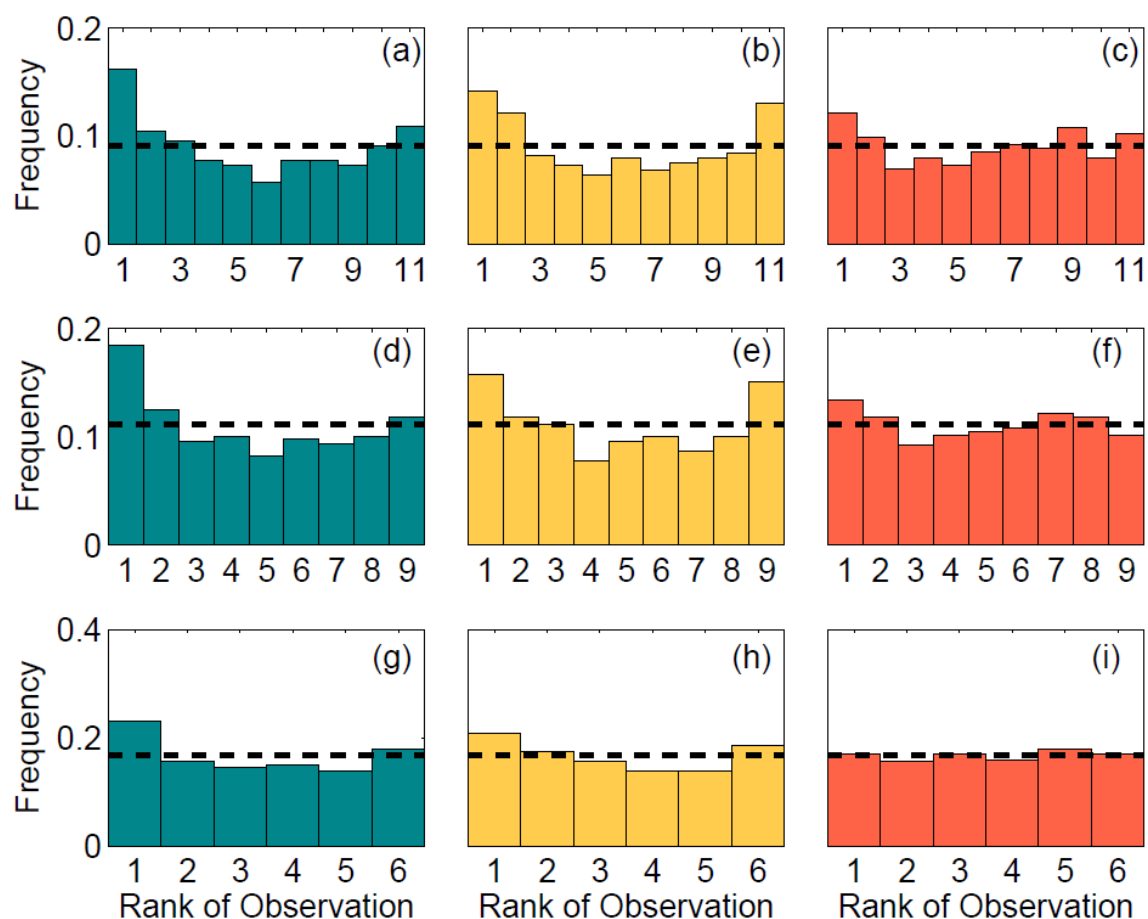 0.2
0.1
0
Frequency
(a)
(b)
(c)
1 3 5 7 9 11
1 3 5 7 9 11
1 3 5 7 9 11
0.2
0.1
0
Frequency
(d)
(e)
(f)
1 2 3 4 5 6 7 8 9
1 2 3 4 5 6 7 8 9
1 2 3 4 5 6 7 8 9
0.4
0.2
0
Frequency
(g)
(h)
(i)
1 2 3 4 5 6
1 2 3 4 5 6
1 2 3 4 5 6
Rank of Observation
Rank of Observation
Rank of Observation